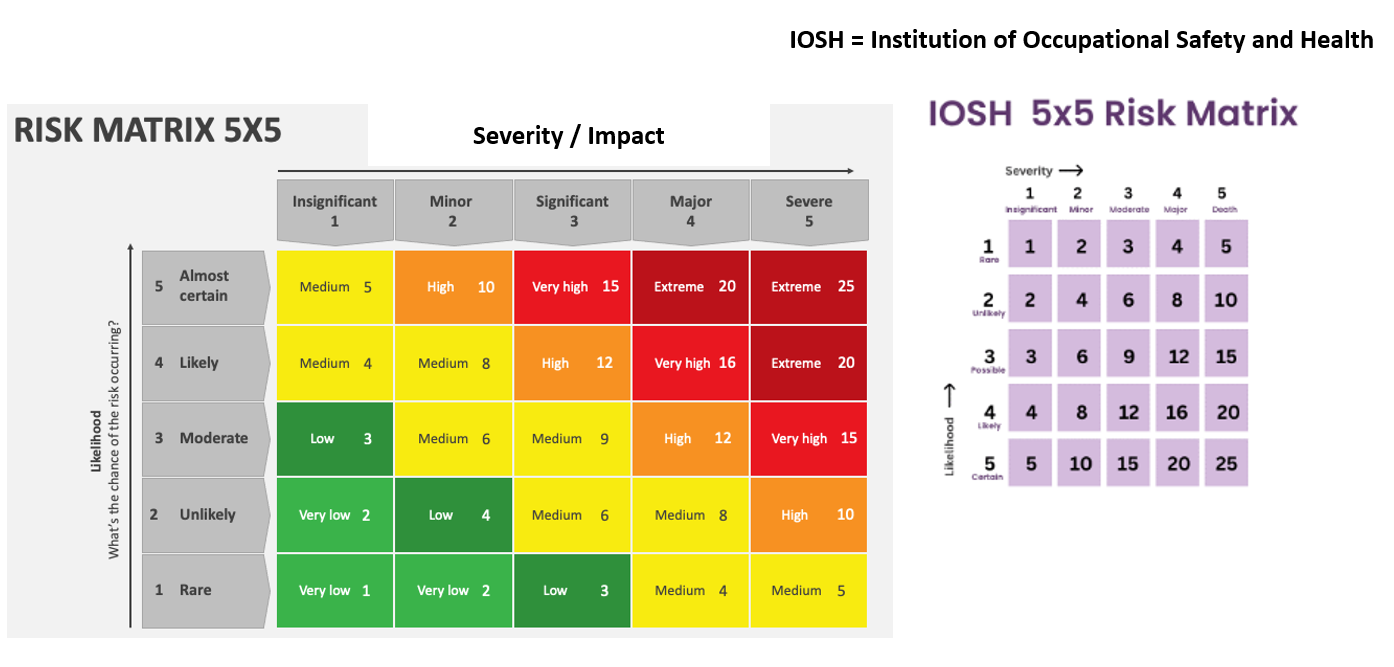 IOSH = Institution of Occupational Safety and Health
RISK MATRIX 5X5
Severity / Impact
Insignificant Minor Significant Major Severe
1 2 3 4 5
Likelihood
What's the chance of the risk occurring?
5 Almost certain Medium 5 High 10 Very high 15 Extreme 20 Extreme 25
4 Likely Medium 4 Medium 8 High 12 Very high 16 Extreme 20
3 Moderate Low 3 Medium 6 Medium 9 High 12 Very high 15
2 Unlikely Very low 2 Low 4 Medium 6 Medium 8 High 10
1 Rare Very low 1 Very low 2 Low 3 Medium 4 Medium 5
IOSH 5x5 Risk Matrix
Severity
1 2 3 4 5
Insignificant Minor Moderate Major Death
Likelihood
1 1 2 3 4 5
Rare
2 2 4 6 8 10
Unlikely
3 3 6 9 12 15
Possible
4 4 8 12 16 20
Likely
5 5 10 15 20 25
Certain